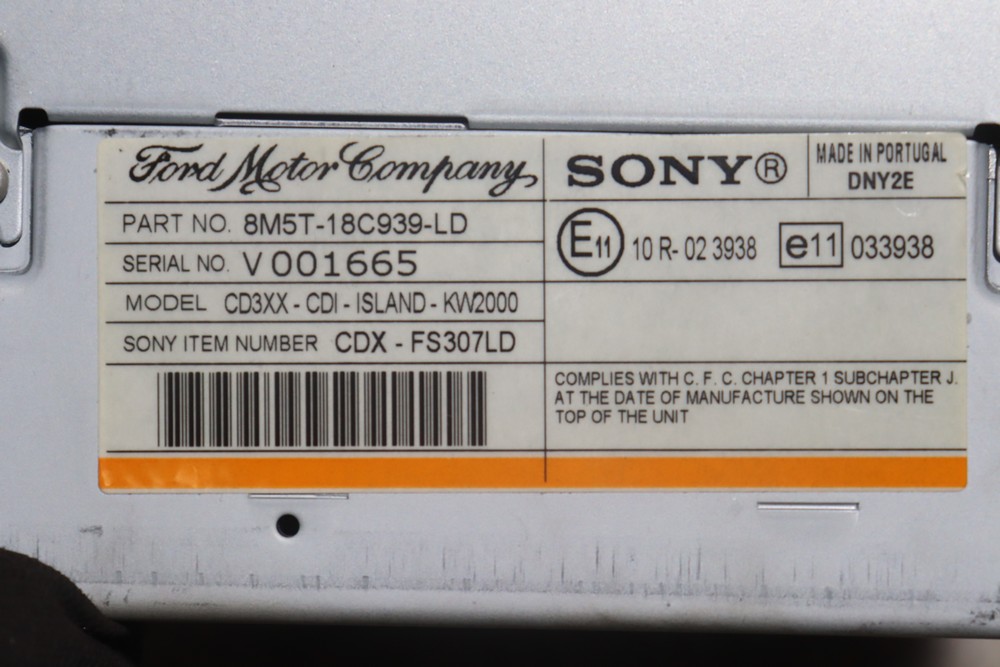 Ford Motor Company
PART NO. 8M5T-18C939-LD
SERIAL NO. V 001665
MODEL CD3XX - CDI - ISLAND - KW2000
SONY ITEM NUMBER CDX - FS307LD
SONY®
MADE IN PORTUGAL
DNY2E
E11 10 R- 02 3938 e11 033938
COMPLIES WITH C. F. C. CHAPTER 1 SUBCHAPTER J.
AT THE DATE OF MANUFACTURE SHOWN ON THE
TOP OF THE UNIT